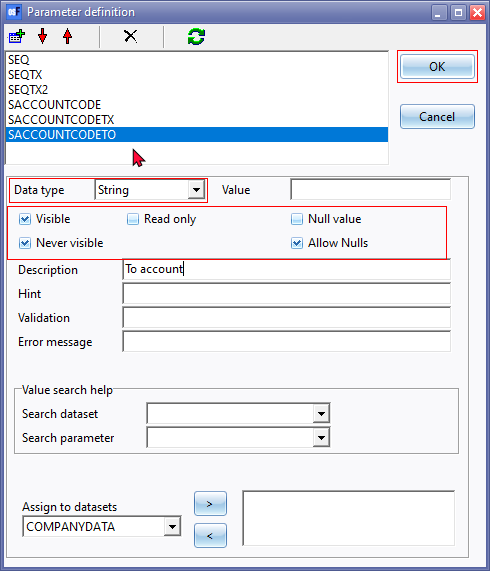 Parameter definition
SEQ
SEQTX
SEQTX2
SACCOUNTCODE
SACCOUNTCODETX
SACCOUNTCODETO
OK
Cancel
Data type String Value
Visible Read only Null value
Never visible Allow Nulls
Description To account
Hint
Validation
Error message
Value search help
Search dataset
Search parameter
Assign to datasets
COMPANYDATA
>
<